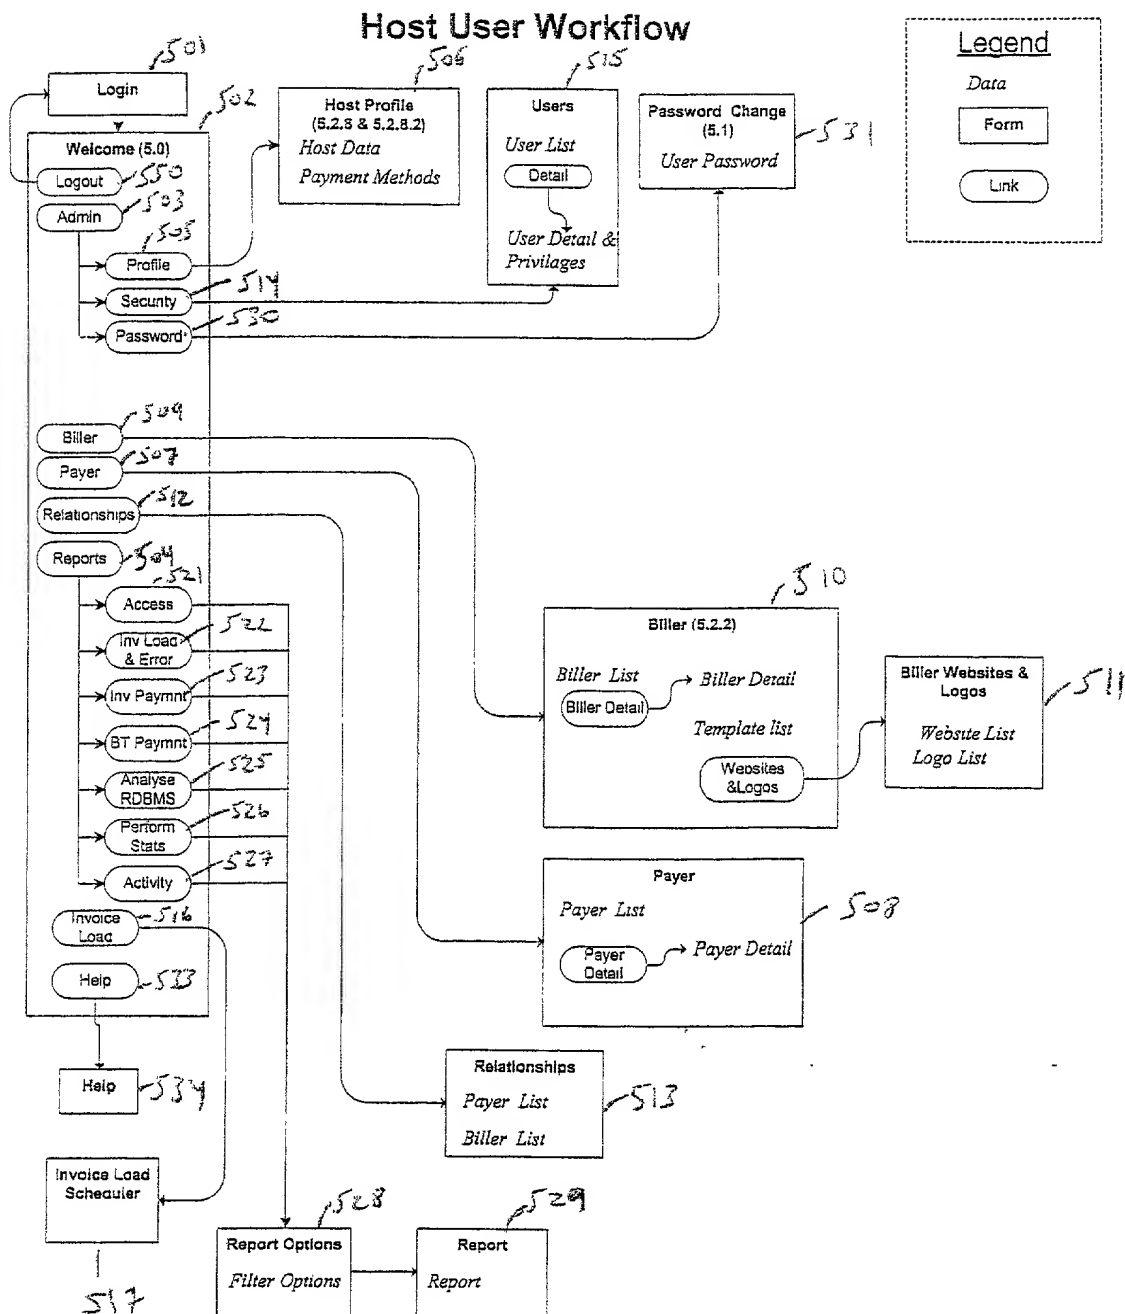 Host User Workflow
501
Login
502
Welcome (5.0)
Logout
550
Admin
503
505
Profile
514
Security
530
Password
506
Host Profile
(5.2.8 & 5.2.8.2)
Host Data
Payment Methods
515
Users
User List
Detail
User Detail &
Privilages
Password Change
(5.1)
User Password
531
Legend
Data
Form
Link
509
Biller
507
Payer
512
Relationships
Reports
504
521
Access
522
Inv Load
& Error
523
Inv Paymnt
524
BT Paymnt
525
Analyse
RDBMS
526
Perform
Stats
527
Activity
516
Invoice
Load
Help
533
510
Biller (5.2.2)
Biller List
Biller Detail
Biller Detail
Template list
Websites
&Logos
Biller Websites &
Logos
Website List
Logo List
511
Payer
Payer List
Payer
Detail
Payer Detail
508
Help
534
Relationships
Payer List
Biller List
513
Invoice Load
Scheduler
517
528
Report Options
Filter Options
529
Report
Report